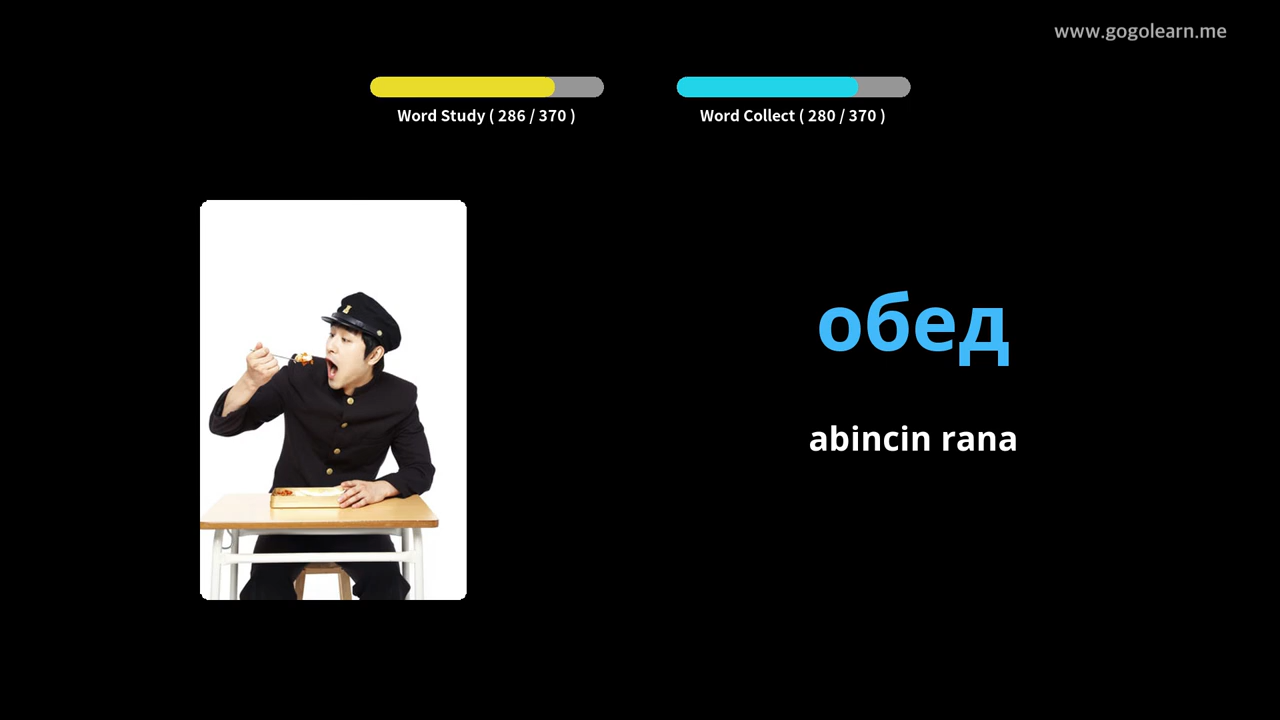 www.gogolearn.me
Word Study ( 286 / 370 )
Word Collect ( 280 / 370 )
обед
abincin rana